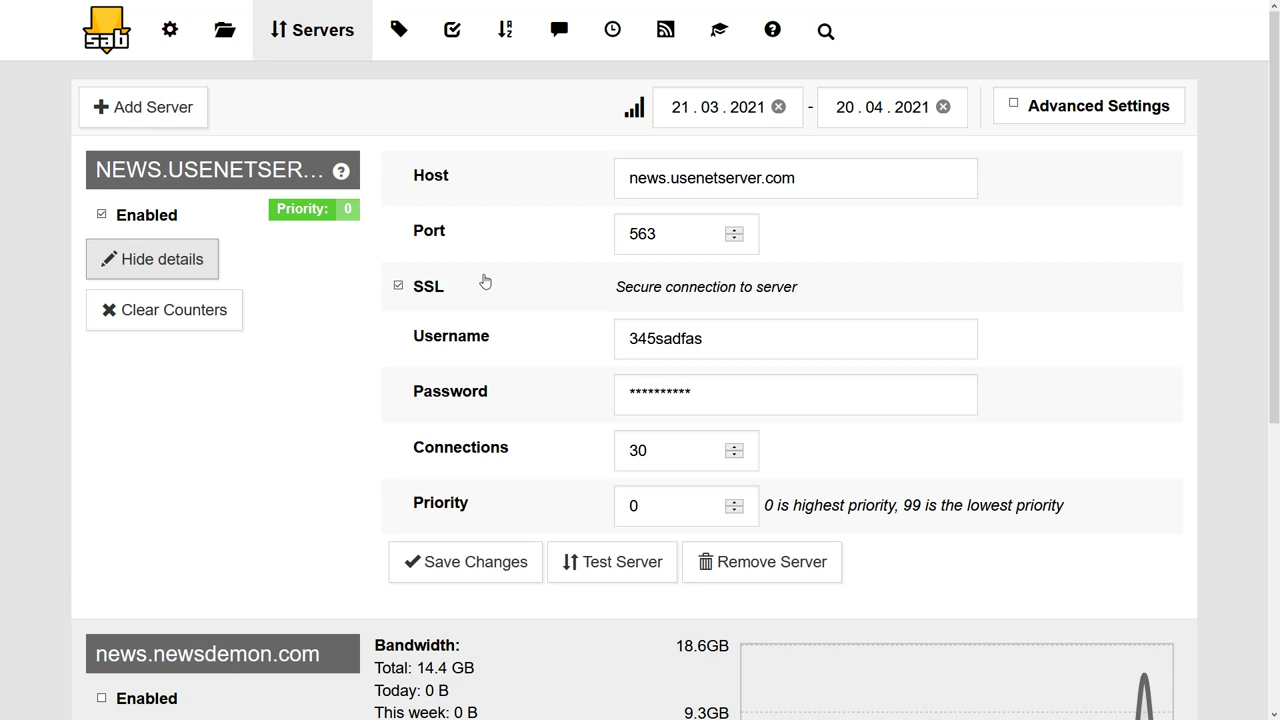 sab
Servers
Add Server
21 . 03 . 2021 - 20 . 04 . 2021
Advanced Settings
NEWS.USENETSER...
Enabled
Priority: 0
Hide details
Clear Counters
Host
news.usenetserver.com
Port
563
SSL
Secure connection to server
Username
345sadfas
Password
**********
Connections
30
Priority
0
0 is highest priority, 99 is the lowest priority
Save Changes
Test Server
Remove Server
news.newsdemon.com
Enabled
Bandwidth:
Total: 14.4 GB
Today: 0 B
This week: 0 B
18.6GB
9.3GB